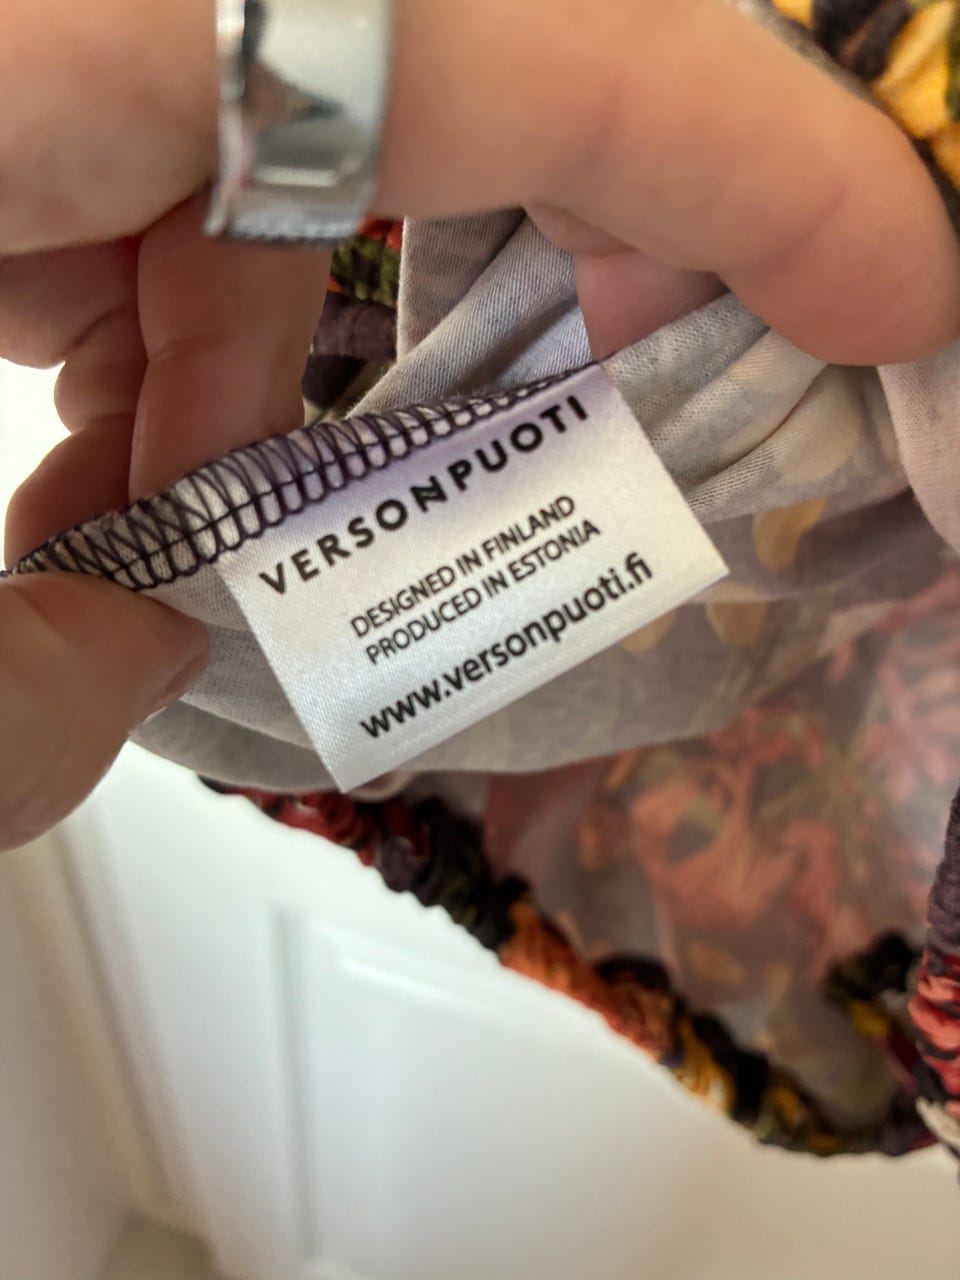 VERSONPUOTI
DESIGNED IN FINLAND
PRODUCED IN ESTONIA
www.versonpuoti.fi